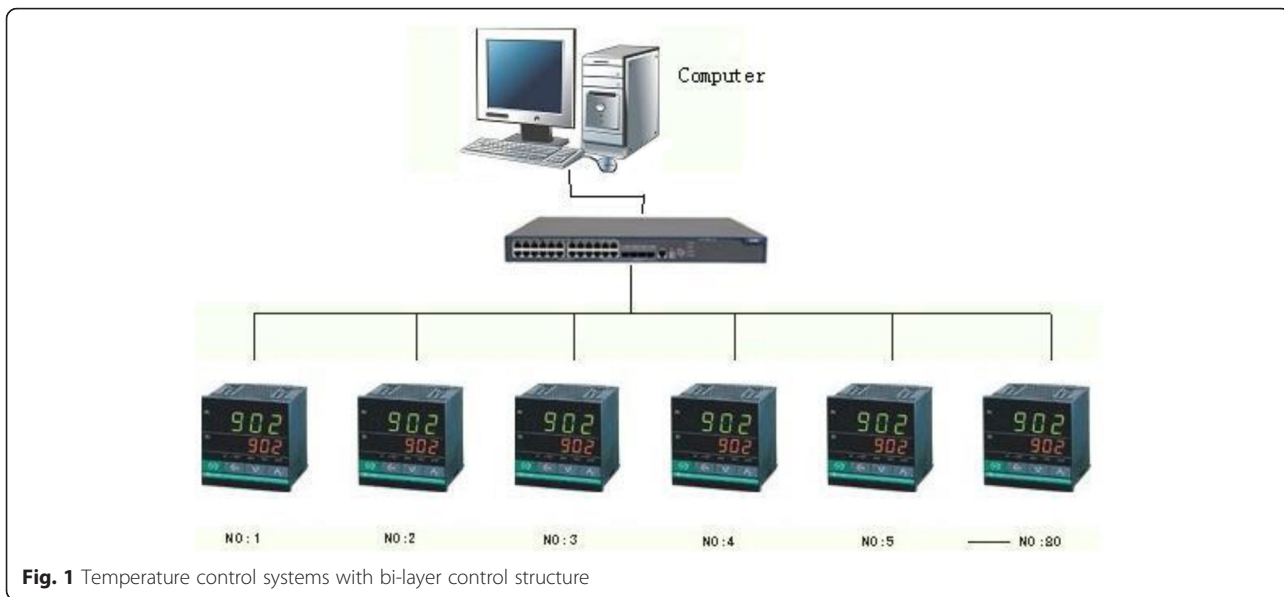 Computer
902 902 902 902 902 902
902 902 902 902 902 902
NO:1 NO:2 NO:3 NO:4 NO:5 —— NO:80
Fig. 1 Temperature control systems with bi-layer control structure